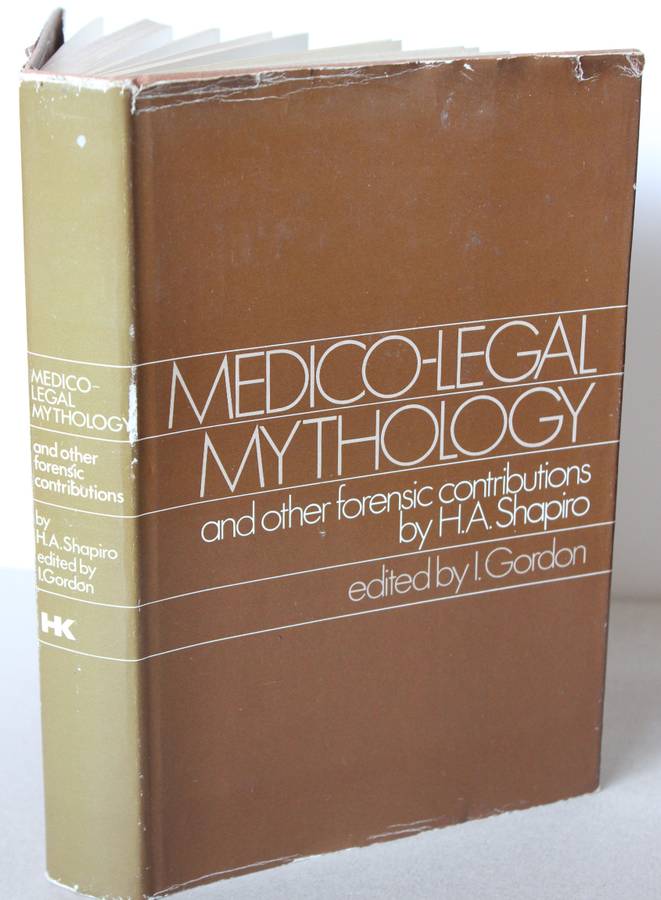 MEDICO-
LEGAL
MYTHOLOGY
and other
forensic
contributions
by
H.A.Shapiro
edited by
I.Gordon
HK
MEDICO-LEGAL
MYTHOLOGY
and other forensic contributions
by H.A. Shapiro
edited by I. Gordon